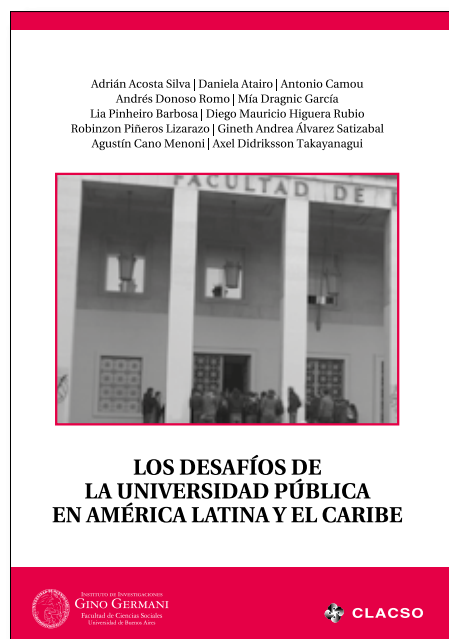 Adrián Acosta Silva | Daniela Atairo | Antonio Camou
Andrés Donoso Romo | Mía Dragnic García
Lia Pinheiro Barbosa | Diego Mauricio Higuera Rubio
Robinzon Piñeros Lizarazo | Gineth Andrea Álvarez Satizabal
Agustín Cano Menoni | Axel Didriksson Takayanagui
FACULTAD DE
LOS DESAFÍOS DE
LA UNIVERSIDAD PÚBLICA
EN AMÉRICA LATINA Y EL CARIBE
INSTITUTO DE INVESTIGACIONES
GINO GERMANI
Facultad de Ciencias Sociales
Universidad de Buenos Aires
CLACSO